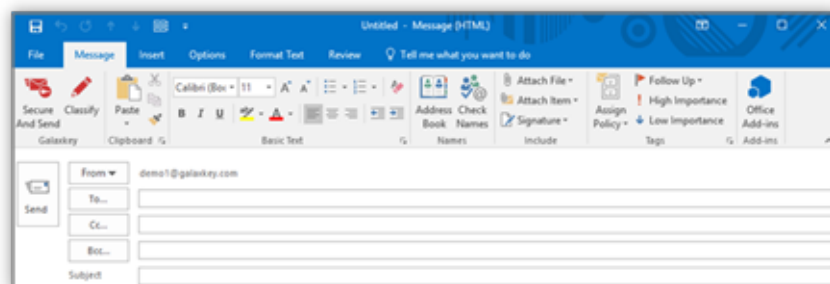 Untitled - Message (HTML)
File Message Insert Options Format Text Review Tell me what you want to do
Secure And Send
Classify
Galaxkey
Paste
Clipboard
Calibri (Boc 11 A A
B I U A
Basic Text
Address Book
Check Names
Names
Attach File
Attach Item
Signature
Include
Assign Policy
Follow Up
High Importance
Low Importance
Tags
Office Add-ins
Add-ins
Send
From demo1@galaxkey.com
To...
Cc...
Bcc...
Subject